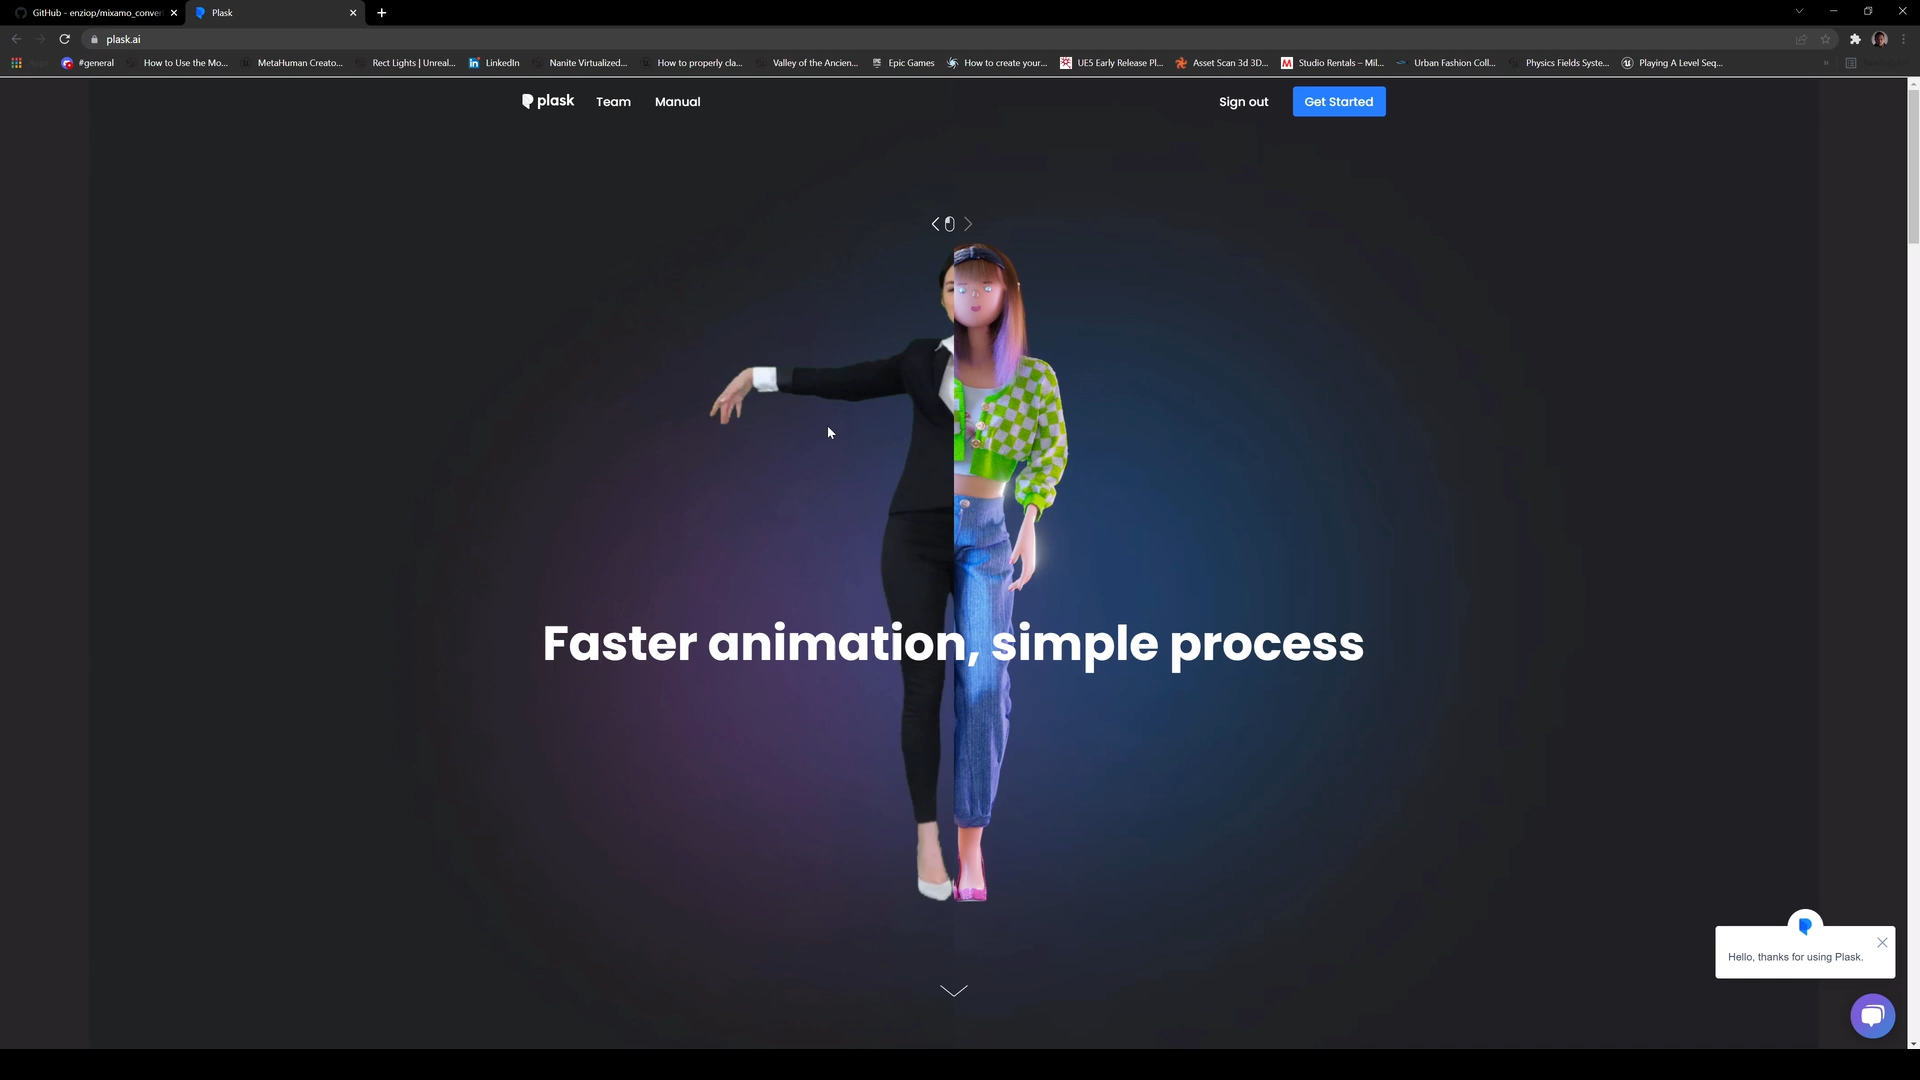 GitHub - enziop/mixamo_conver
Plask
plask.ai
#general
How to Use the Mo...
MetaHuman Creato...
Rect Lights | Unreal...
LinkedIn
Nanite Virtualized...
How to properly cla...
Valley of the Ancien...
Epic Games
How to create your...
UE5 Early Release Pl...
Asset Scan 3d 3D...
Studio Rentals – Mil...
Urban Fashion Coll...
Physics Fields Syste...
Playing A Level Seq...
plask
Team
Manual
Sign out
Get Started
Faster animation, simple process
Hello, thanks for using Plask.